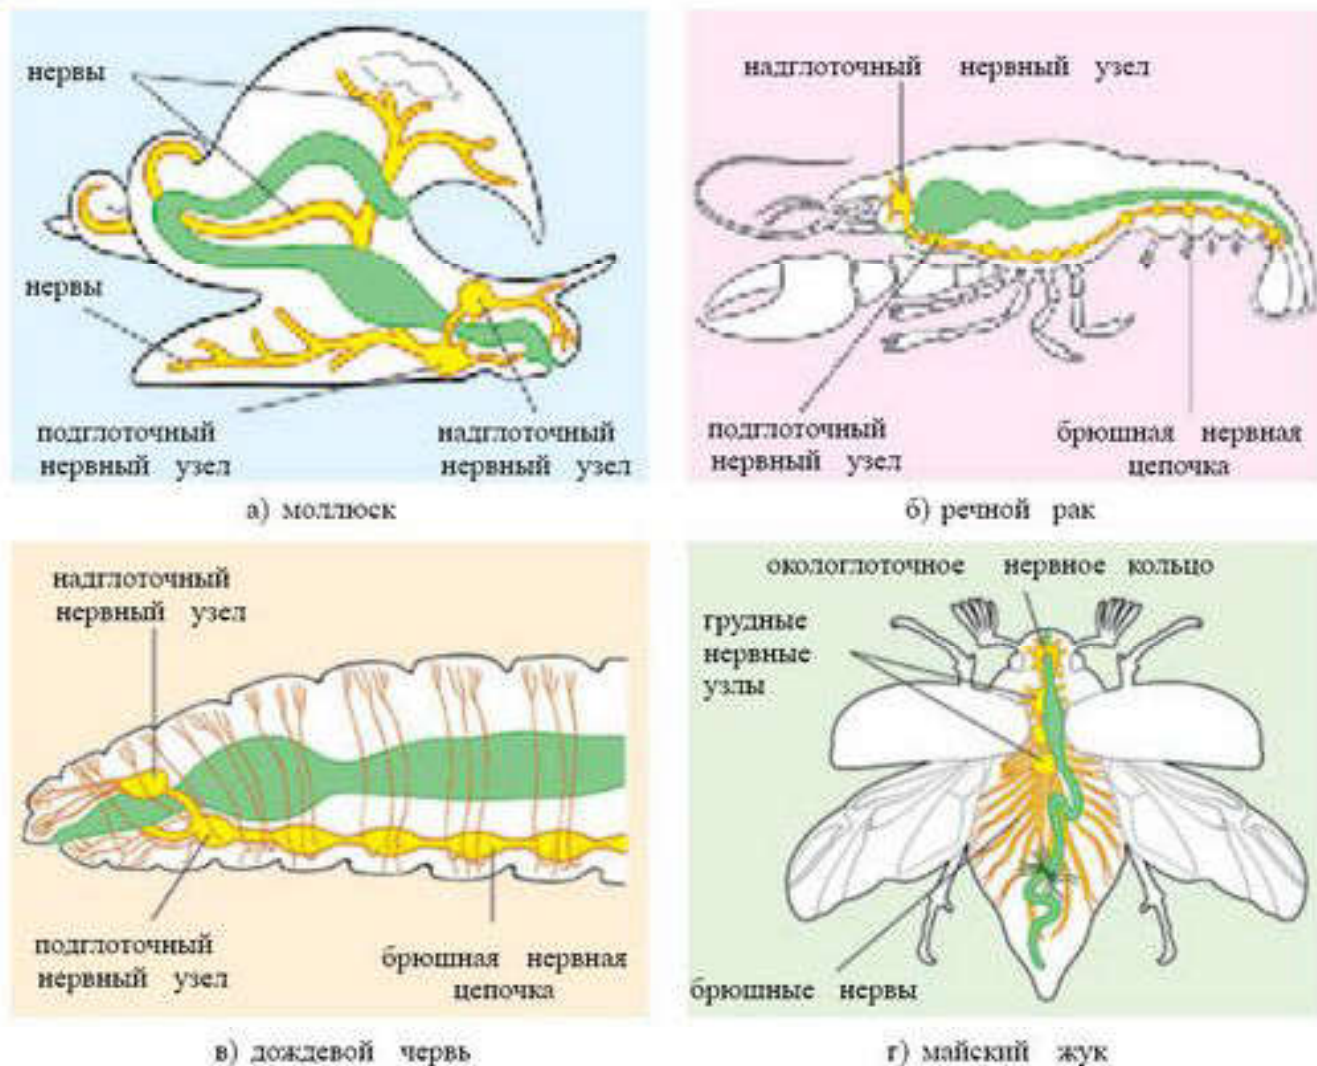 нервы
нервы
подглоточный
нервный узел
надглоточный
нервный узел
а) моллюск
надглоточный нервный узел
подглоточный
нервный узел
брюшная нервная
цепочка
б) речной рак
надглоточный
нервный узел
подглоточный
нервный узел
брюшная нервная
цепочка
в) дождевой червь
окологлоточное нервное кольцо
грудные
нервные
узлы
брюшные нервы
г) майский жук